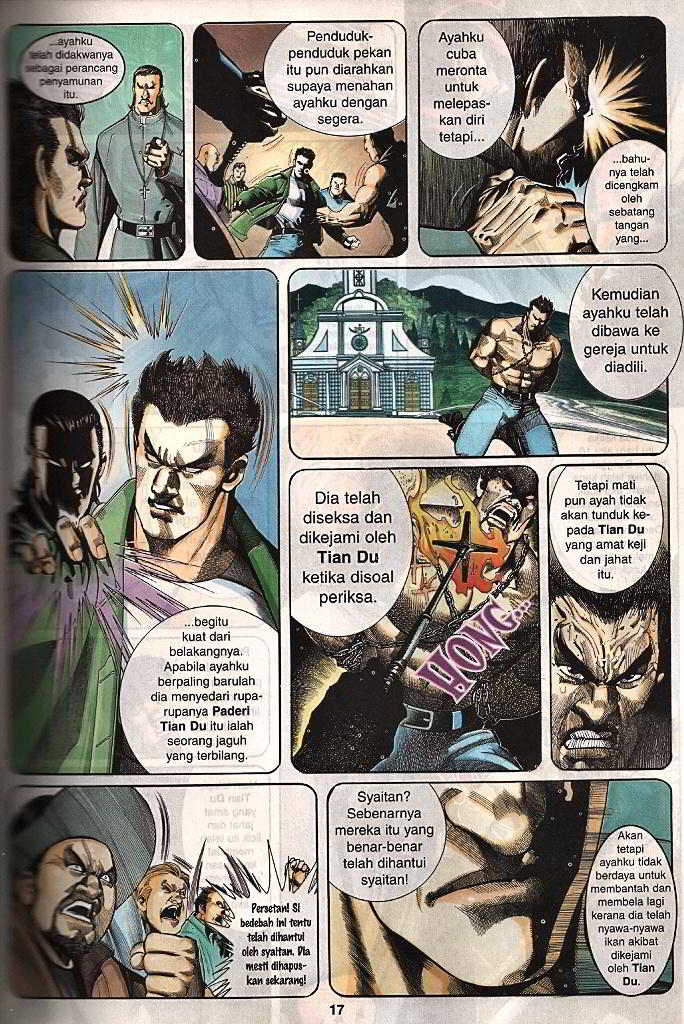 ...ayahku
telah didakwanya
sebagai perancang
penyamunan
itu.
Penduduk-
penduduk pekan
itu pun diarahkan
supaya menahan
ayahku dengan
segera.
Ayahku
cuba
meronta
untuk
melepas-
kan diri
tetapi...
...bahu-
nya telah
dicengkam
oleh
sebatang
tangan
yang...
...begitu
kuat dari
belakangnya.
Apabila ayahku
berpaling barulah
dia menyedari rupa-
rupanya Paderi
Tian Du itu ialah
seorang jaguh
yang terbilang.
Kemudian
ayahku telah
dibawa ke
gereja untuk
diadili.
Dia telah
diseksa dan
dikejami oleh
Tian Du
ketika disoal
periksa.
HONG...
Tetapi mati
pun ayah tidak
akan tunduk ke-
pada Tian Du
yang amat keji
dan jahat
itu.
Persetan! Si
bedebah ini tentu
telah dihantui
oleh syaitan. Dia
mesti dihapus-
kan sekarang!
Syaitan?
Sebenarnya
mereka itu yang
benar-benar
telah dihantui
syaitan!
Akan
tetapi
ayahku tidak
berdaya untuk
membantah dan
membela lagi
kerana dia telah
nyawa-nyawa
ikan akibat
dikejami
oleh Tian
Du.
17